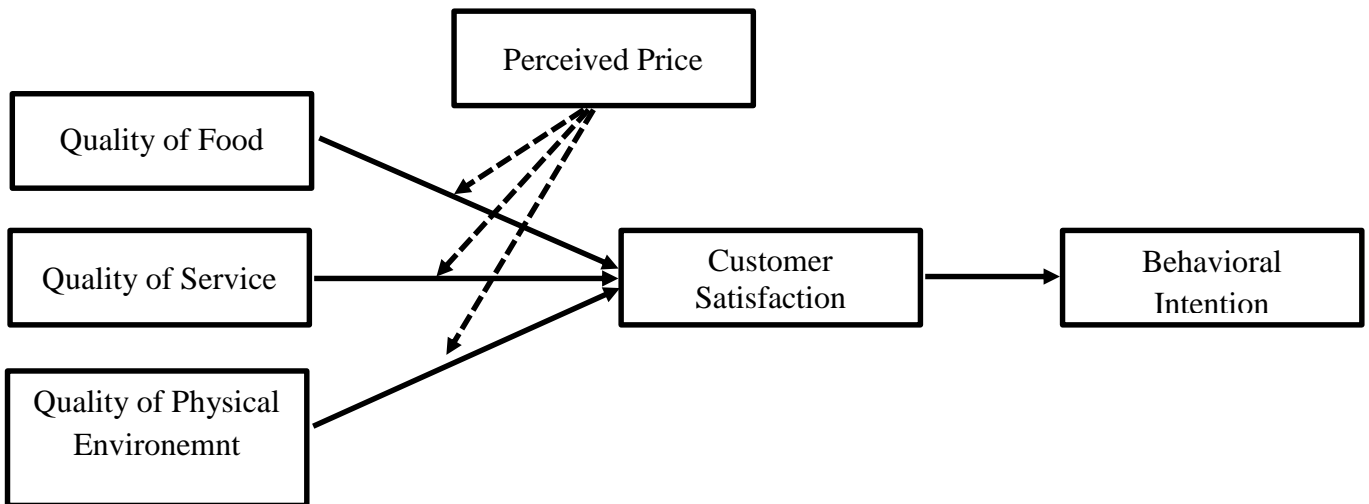 Perceived Price
Quality of Food
Quality of Service
Customer
Satisfaction
Behavioral
Intention
Quality of Physical
Environemnt